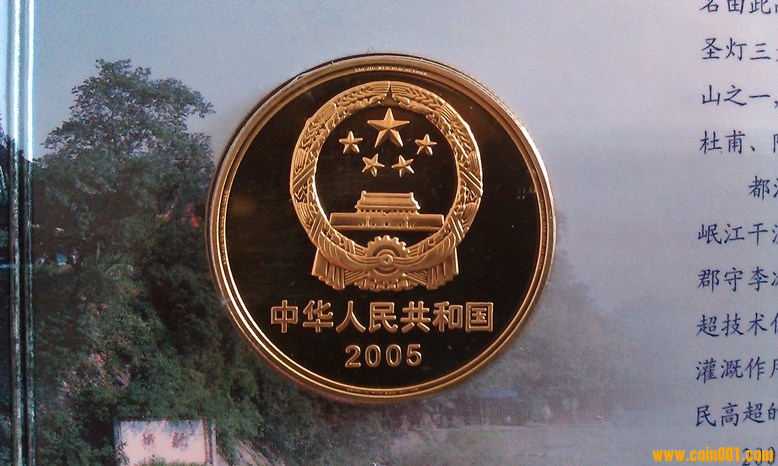 名由此
圣灯三
山之一
杜甫、
都
岷江干
郡守李
超技术
灌溉作
民高超的
中华人民共和国
2005
www.coin001.com